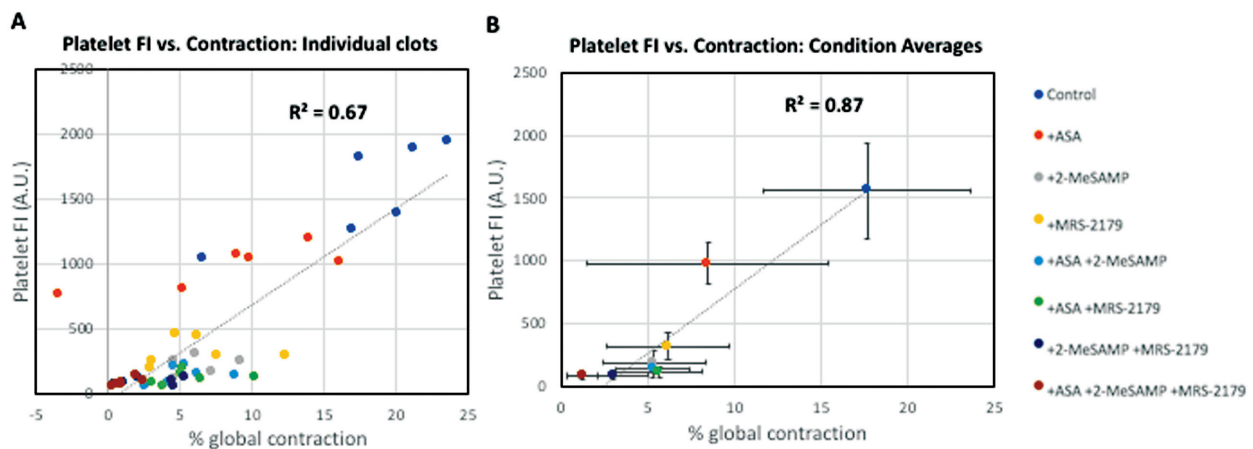 A
Platelet FI vs. Contraction: Individual clots
2500
2000
1500
1000
500
0
-5 0 5 10 15 20 25
Platelet FI (A.U.)
% global contraction
R² = 0.67
B
Platelet FI vs. Contraction: Condition Averages
2500
2000
1500
1000
500
0
0 5 10 15 20 25
Platelet FI (A.U.)
% global contraction
R² = 0.87
Control
+ASA
+2-MeSAMP
+MRS-2179
+ASA +2-MeSAMP
+ASA +MRS-2179
+2-MeSAMP +MRS-2179
+ASA +2-MeSAMP +MRS-2179